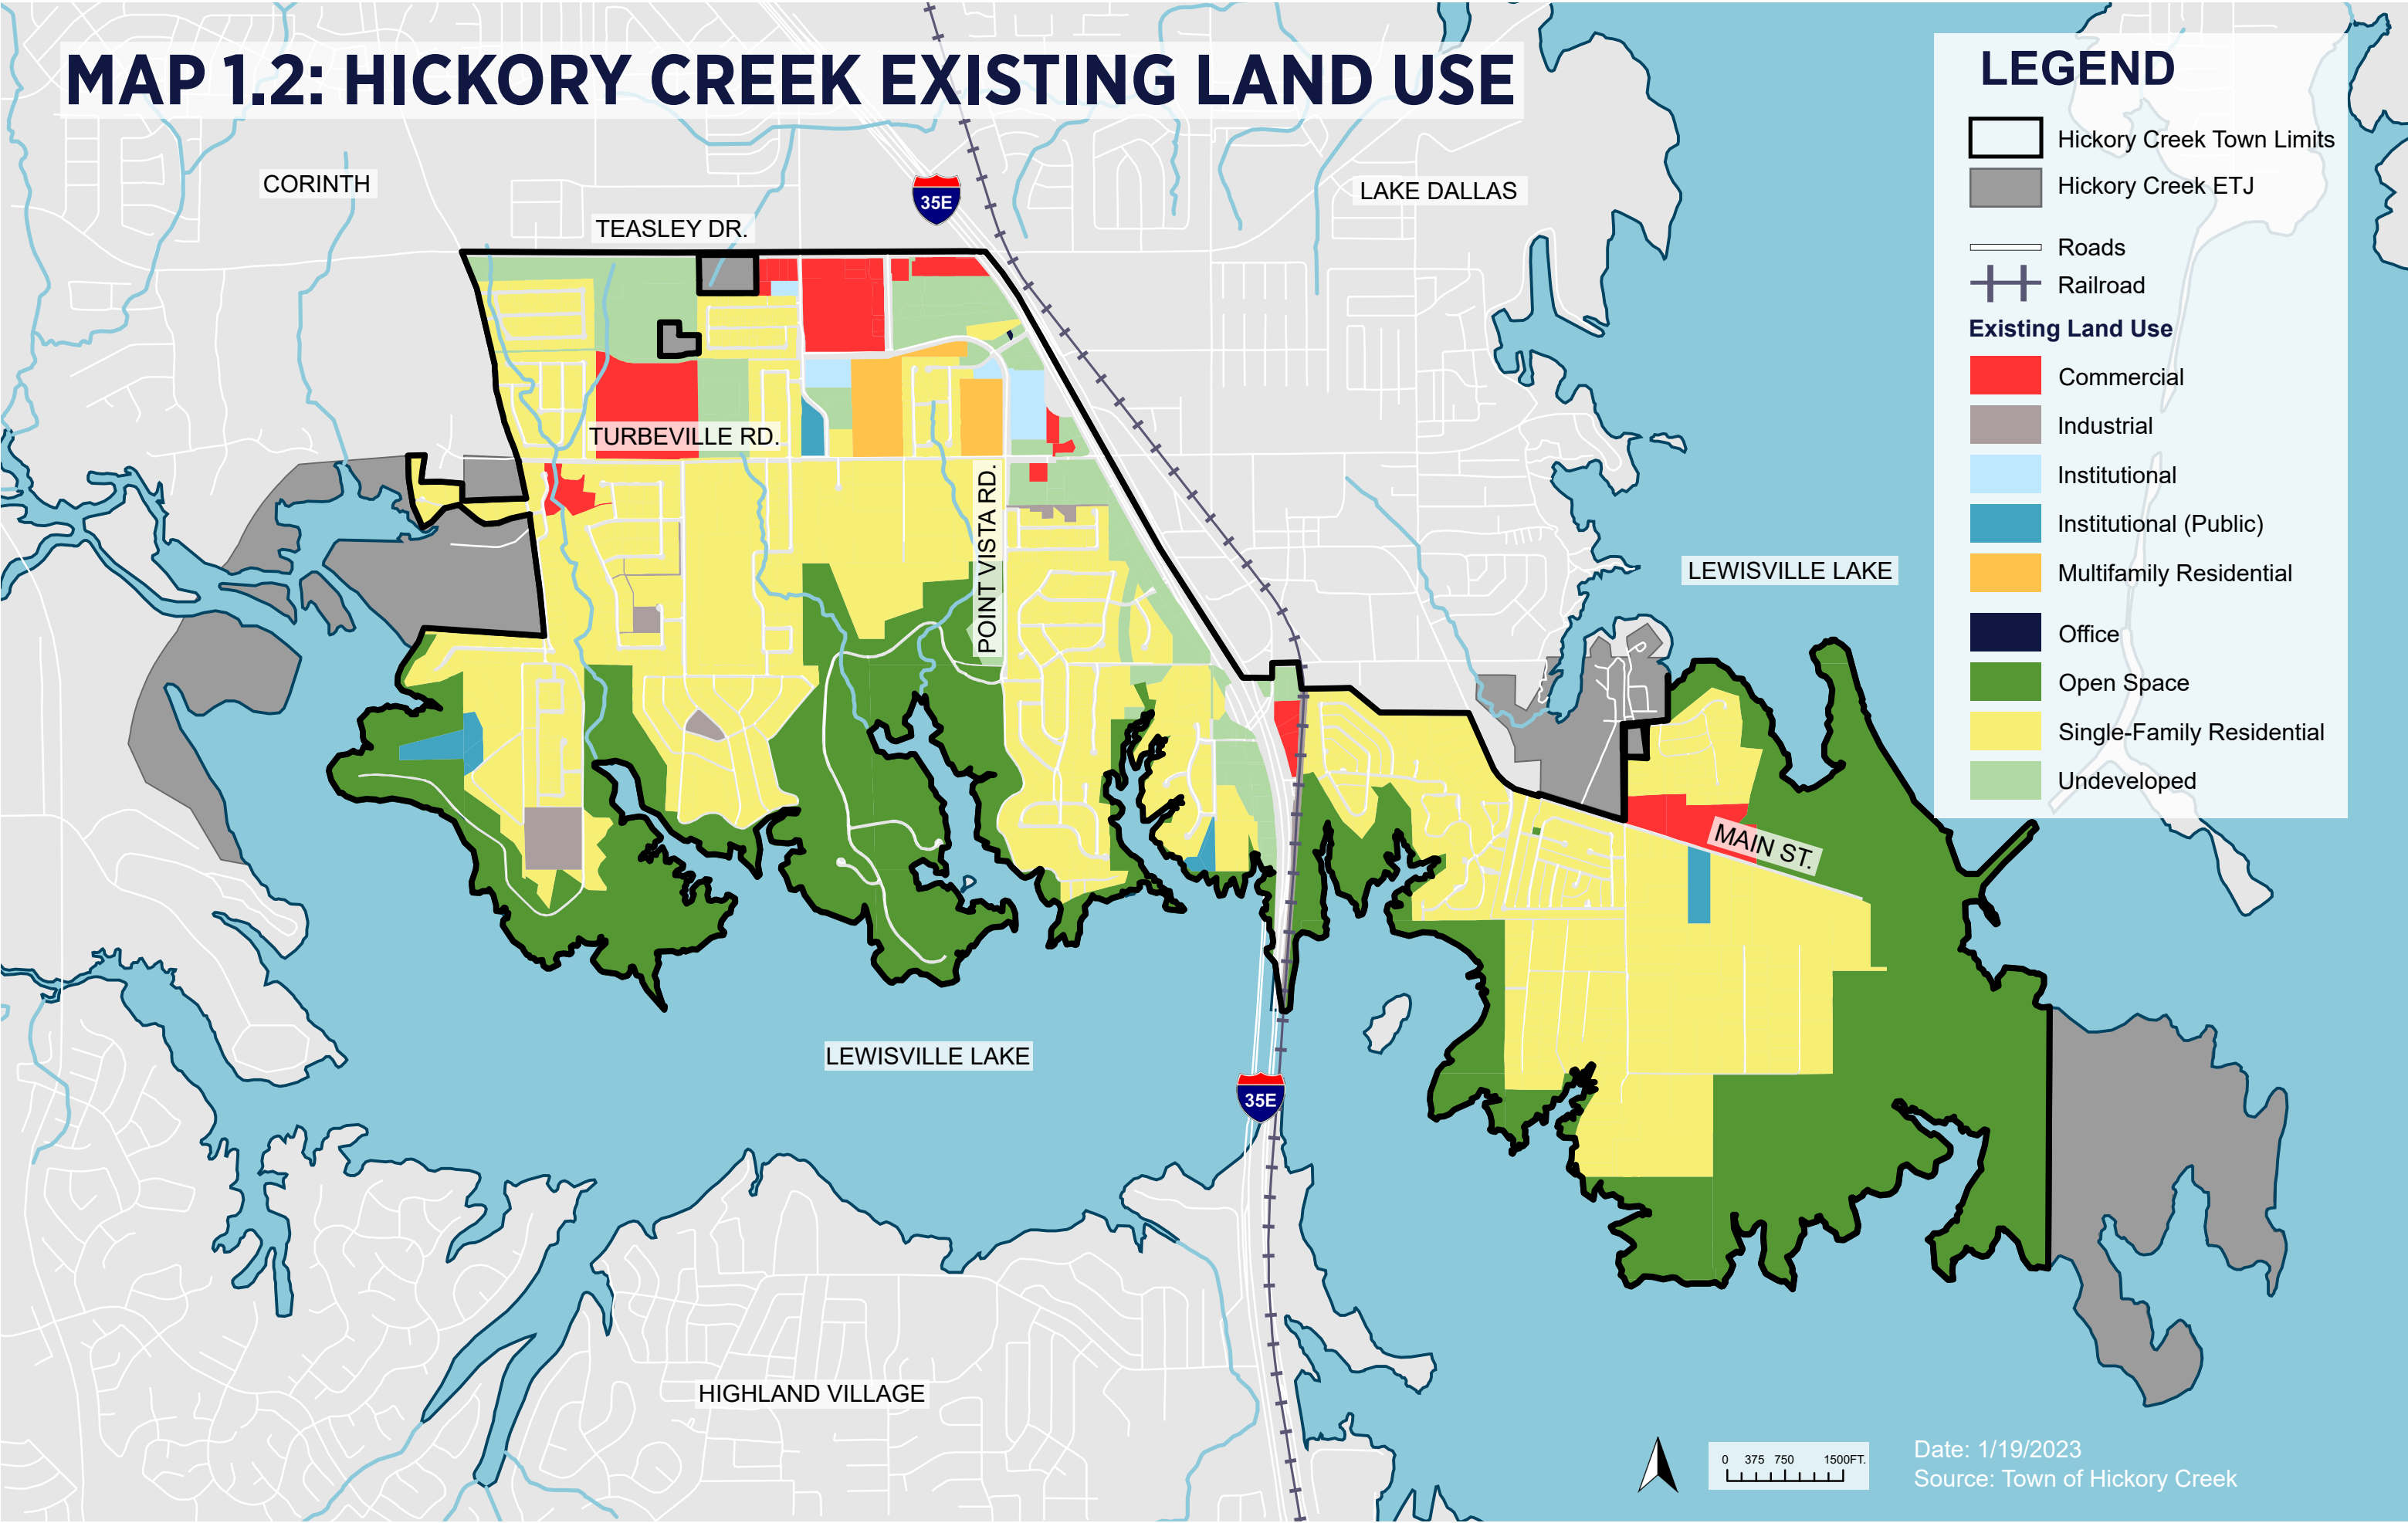 MAP 1.2: HICKORY CREEK EXISTING LAND USE
LEGEND
Hickory Creek Town Limits
Hickory Creek ETJ
Roads
Railroad
Existing Land Use
Commercial
Industrial
Institutional
Institutional (Public)
Multifamily Residential
Office
Open Space
Single-Family Residential
Undeveloped
CORINTH
LAKE DALLAS
35E
TEASLEY DR.
TURBEVILLE RD.
POINT VISTA RD.
LEWISVILLE LAKE
MAIN ST.
LEWISVILLE LAKE
35E
HIGHLAND VILLAGE
0 375 750 1500FT.
Date: 1/19/2023
Source: Town of Hickory Creek